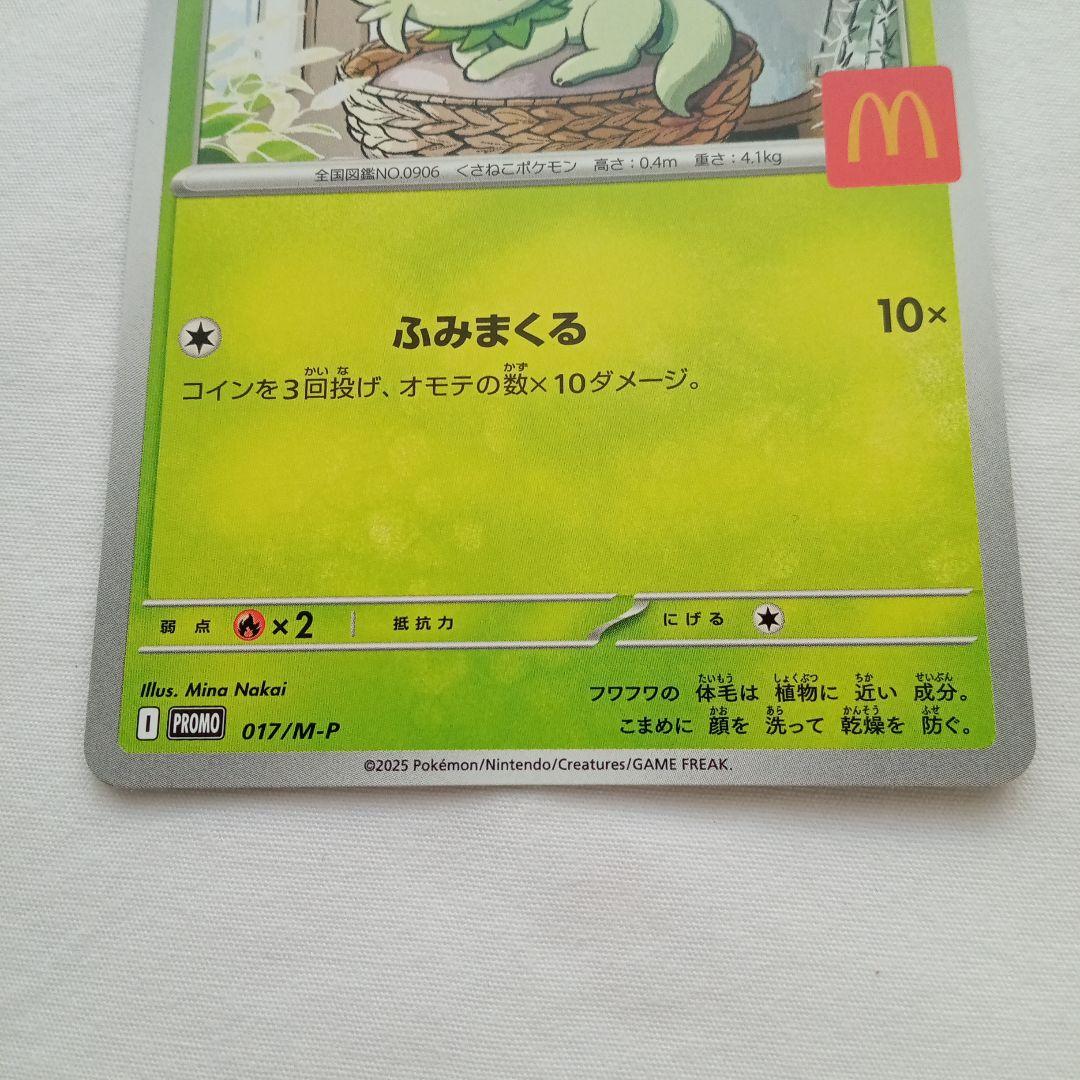 全国図鑑NO.0906 くさねこポケモン 高さ：0.4m 重さ：4.1kg
M
ふみまくる 10×
コインを3回投げ、オモテの数×10ダメージ。
弱点 ×2 抵抗力 にげる
Illus. Mina Nakai
フワフワの 体毛は 植物に 近い 成分。
こまめに 顔を 洗って 乾燥を 防ぐ。
I PROMO 017/M-P
©2025 Pokémon/Nintendo/Creatures/GAME FREAK.